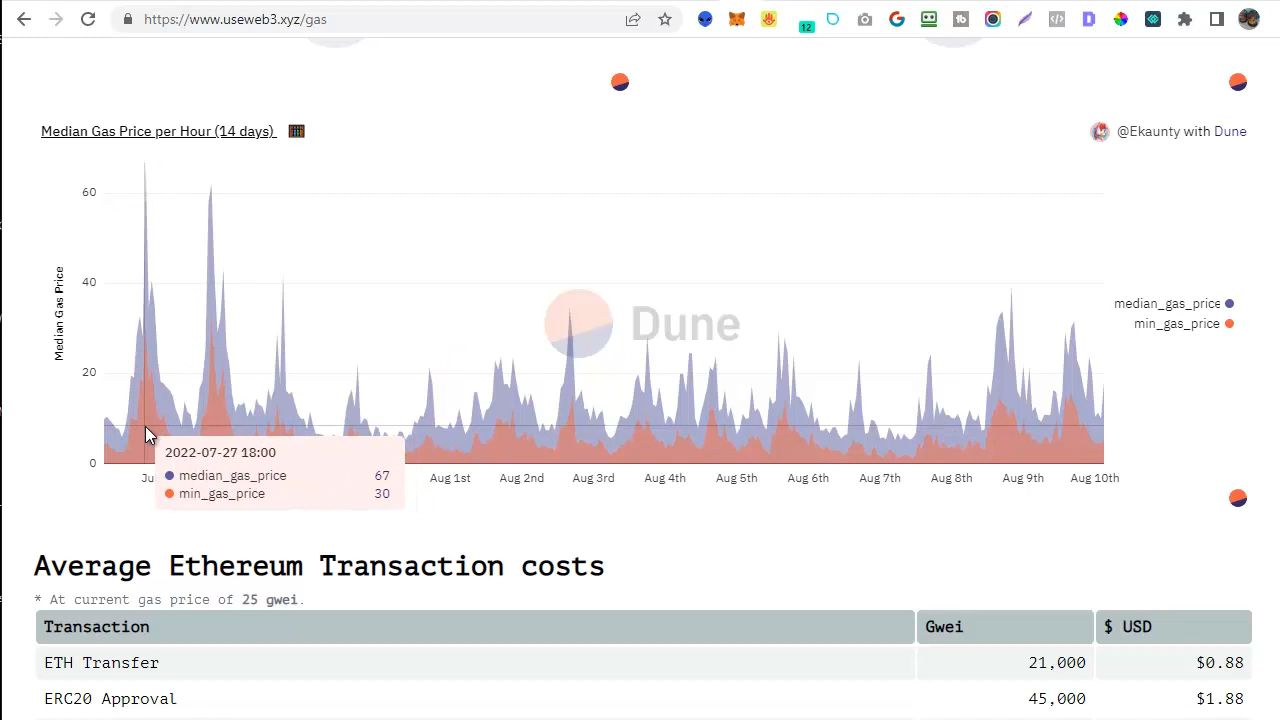 https://www.useweb3.xyz/gas
12
Median Gas Price per Hour (14 days)
@Ekaunty with Dune
60
40
20
0
Median Gas Price
Dune
median_gas_price
min_gas_price
2022-07-27 18:00
median_gas_price 67
min_gas_price 30
Aug 1st Aug 2nd Aug 3rd Aug 4th Aug 5th Aug 6th Aug 7th Aug 8th Aug 9th Aug 10th
Average Ethereum Transaction costs
* At current gas price of 25 gwei.
Transaction Gwei $ USD
ETH Transfer 21,000 $0.88
ERC20 Approval 45,000 $1.88